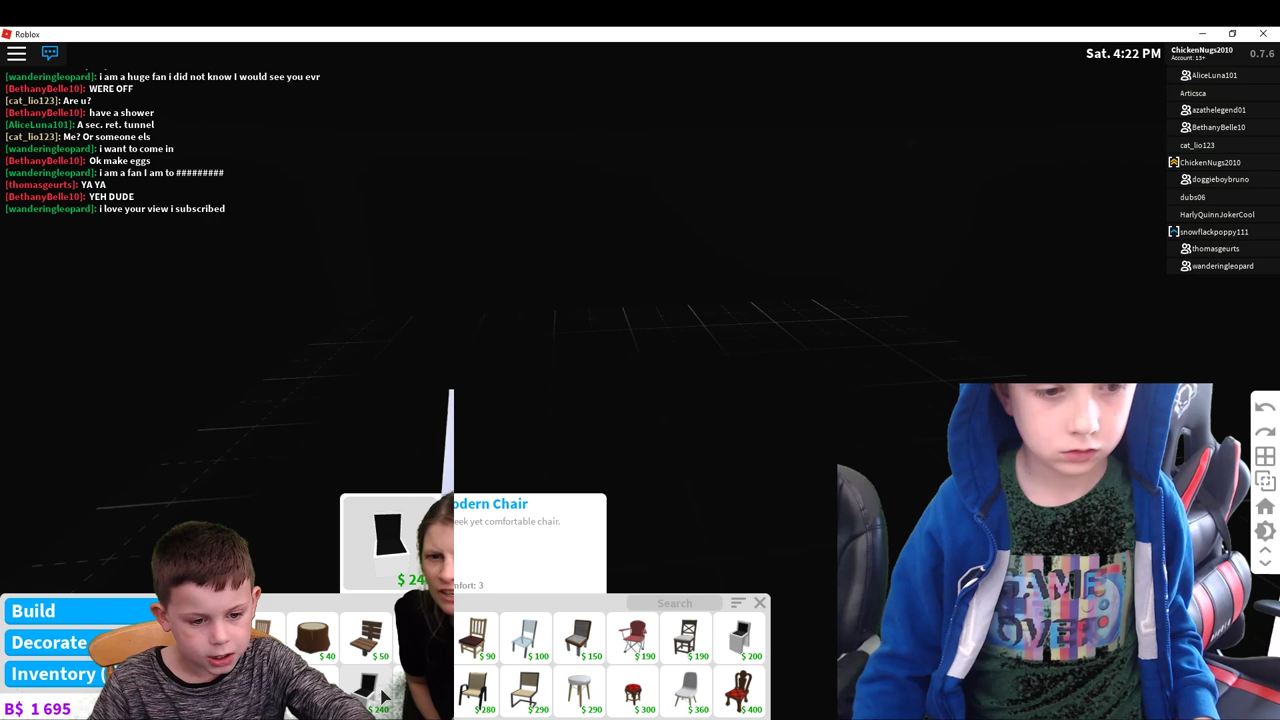 Roblox
Sat. 4:22 PM
ChickenNugs2010
Account: 13+
0.7.6
[wanderingleopard]: i am a huge fan i did not know I would see you evr
[BethanyBelle10]: WERE OFF
[cat_lio123]: Are u?
[BethanyBelle10]: have a shower
[AliceLuna101]: A sec. ret. tunnel
[cat_lio123]: Me? Or someone els
[wanderingleopard]: i want to come in
[BethanyBelle10]: Ok make eggs
[wanderingleopard]: i am a fan I am to #########
[thomasgeurts]: YA YA
[BethanyBelle10]: YEH DUDE
[wanderingleopard]: i love your view i subscribed
AliceLuna101
Articsca
azathelegend01
BethanyBelle10
cat_lio123
ChickenNugs2010
doggieboybruno
dubs06
HarlyQuinnJokerCool
snowflackpoppy111
thomasgeurts
wanderingleopard
odern Chair
eek yet comfortable chair.
$ 24
nfort: 3
Search
Build
Decorate
Inventory (
B$ 1 695
$ 40
$ 50
$ 90
$ 100
$ 150
$ 190
$ 190
$ 200
$ 240
$ 280
$ 290
$ 290
$ 300
$ 360
$ 400
GAME
OVER